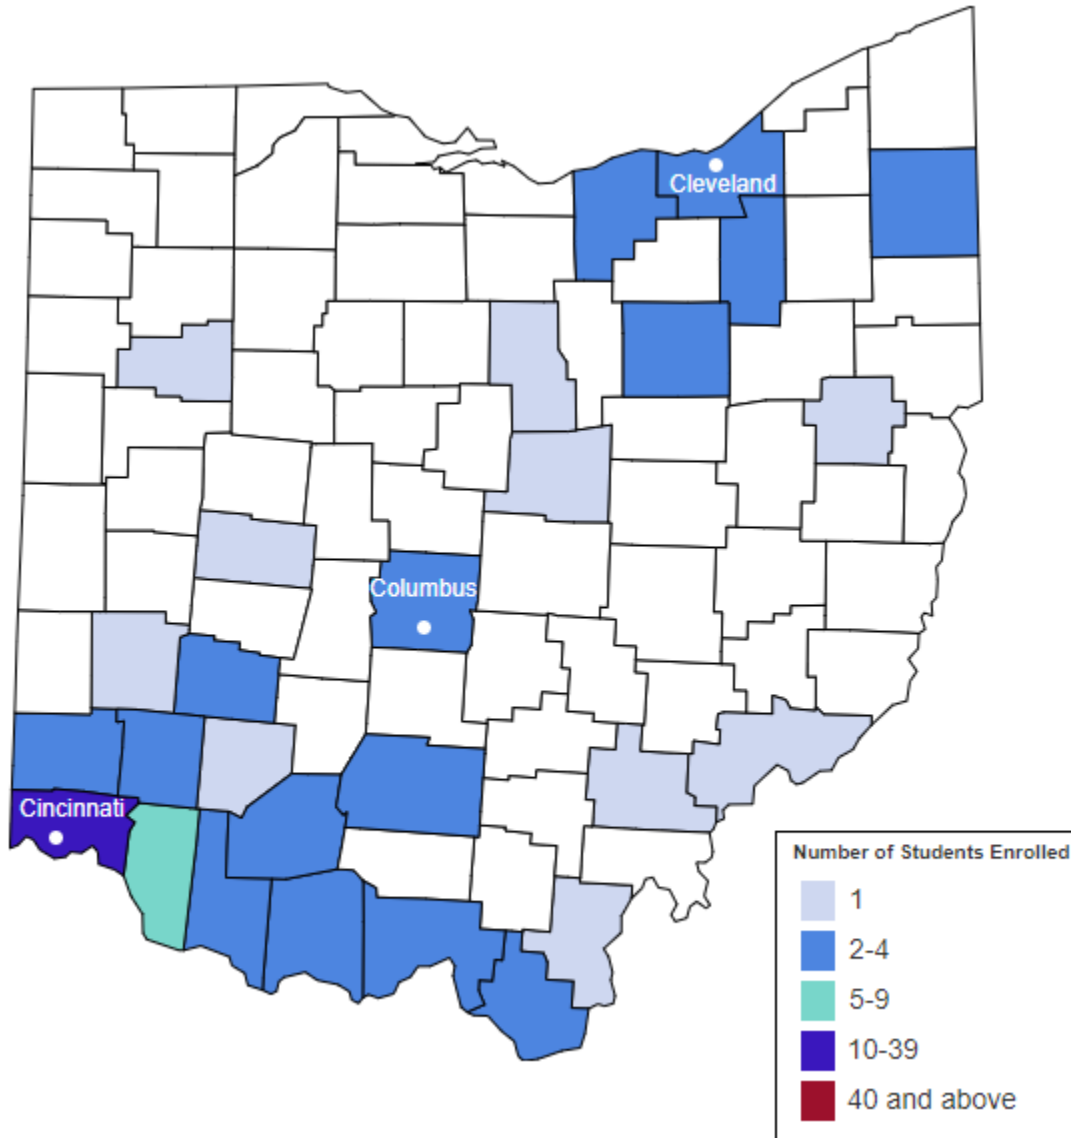 Cleveland
Columbus
Cincinnati
Number of Students Enrolled
1
2-4
5-9
10-39
40 and above